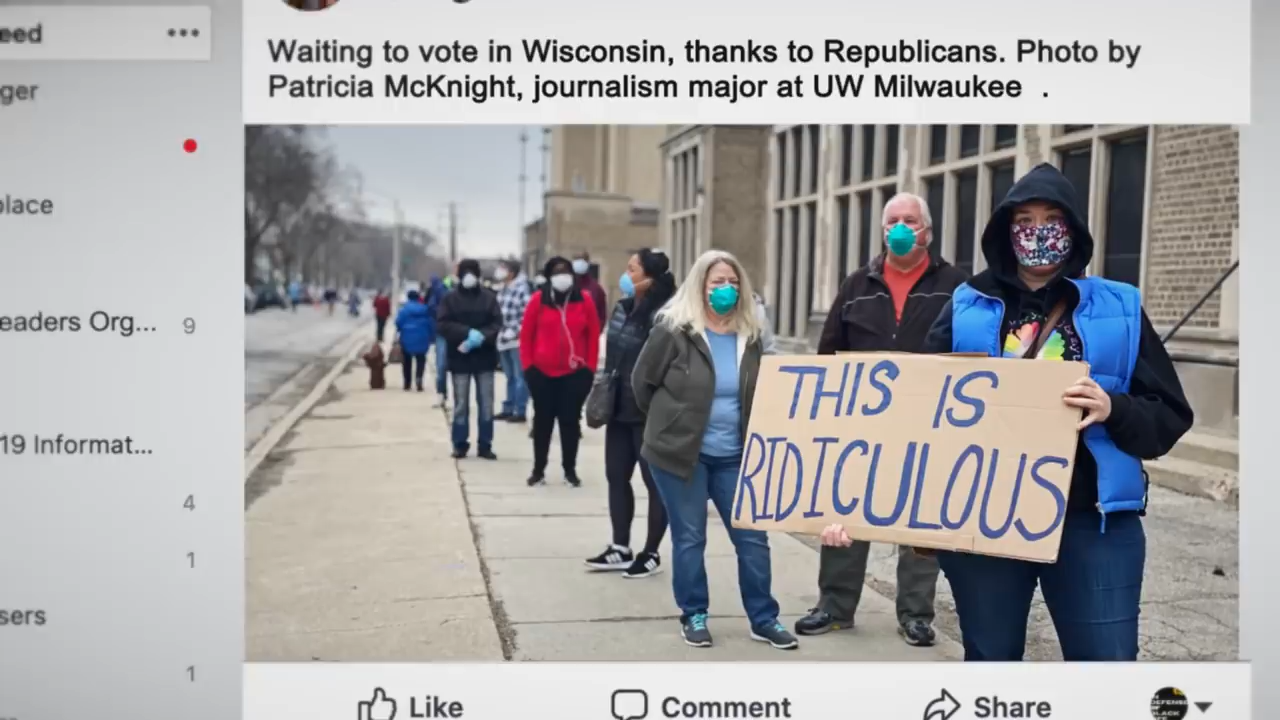 eed
Waiting to vote in Wisconsin, thanks to Republicans. Photo by
Patricia McKnight, journalism major at UW Milwaukee .
ger
place
eaders Org... 9
19 Informat...
4
1
sers
1
THIS IS
RIDICULOUS
Like Comment Share